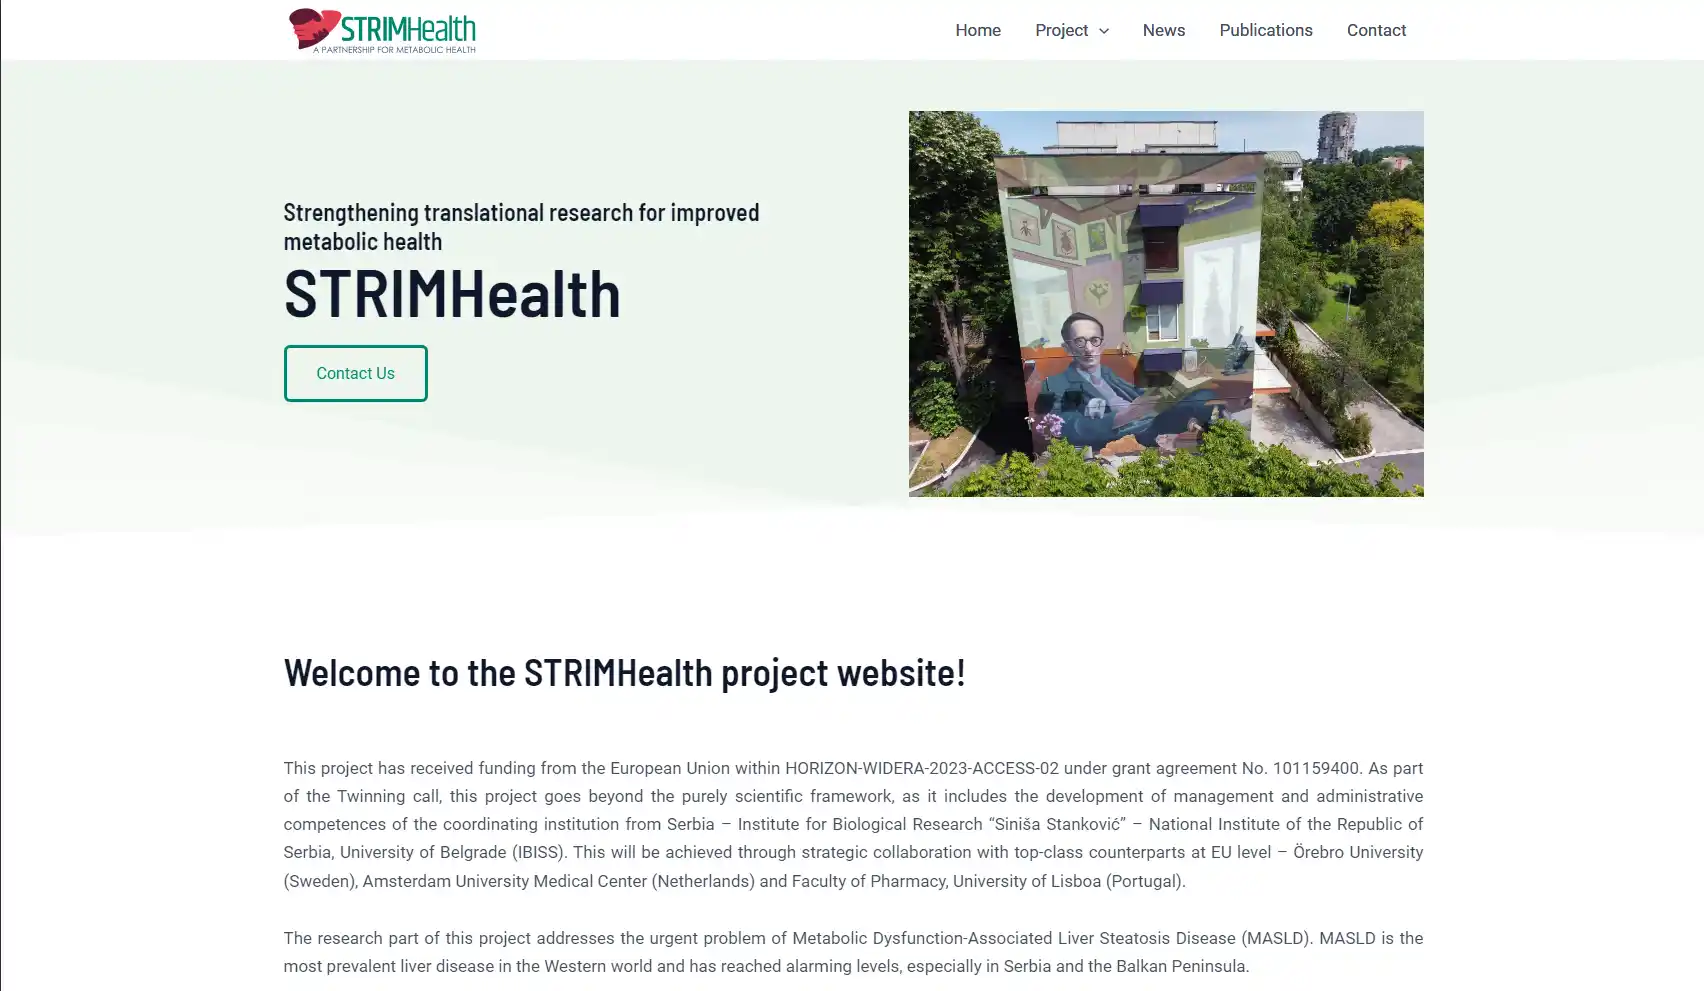 STRIMHealth
A PARTNERSHIP FOR METABOLIC HEALTH
Home Project News Publications Contact
Strengthening translational research for improved
metabolic health
STRIMHealth
Contact Us
Welcome to the STRIMHealth project website!
This project has received funding from the European Union within HORIZON-WIDERA-2023-ACCESS-02 under grant agreement No. 101159400. As part
of the Twinning call, this project goes beyond the purely scientific framework, as it includes the development of management and administrative
competences of the coordinating institution from Serbia – Institute for Biological Research “Siniša Stanković” – National Institute of the Republic of
Serbia, University of Belgrade (IBISS). This will be achieved through strategic collaboration with top-class counterparts at EU level – Örebro University
(Sweden), Amsterdam University Medical Center (Netherlands) and Faculty of Pharmacy, University of Lisboa (Portugal).
The research part of this project addresses the urgent problem of Metabolic Dysfunction-Associated Liver Steatosis Disease (MASLD). MASLD is the
most prevalent liver disease in the Western world and has reached alarming levels, especially in Serbia and the Balkan Peninsula.